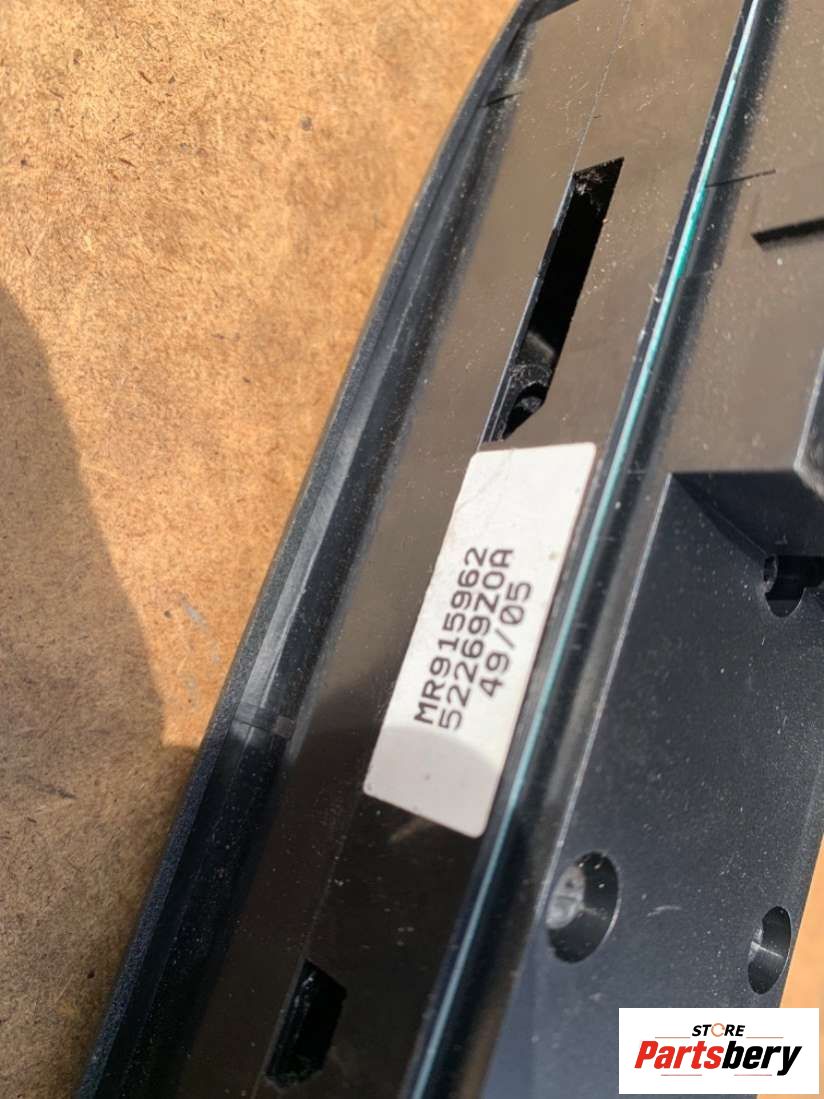 MR915962
52269Z0A
49/05
STORE
Partsbery